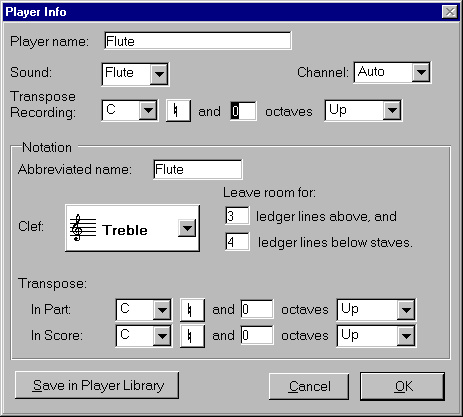 Player Info
Player name: Flute
Sound: Flute Channel: Auto
Transpose
Recording: C ♮ and 0 octaves Up
Notation
Abbreviated name: Flute
Leave room for:
3 ledger lines above, and
Clef: Treble
4 ledger lines below staves.
Transpose:
In Part: C ♮ and 0 octaves Up
In Score: C ♮ and 0 octaves Up
Save in Player Library Cancel OK